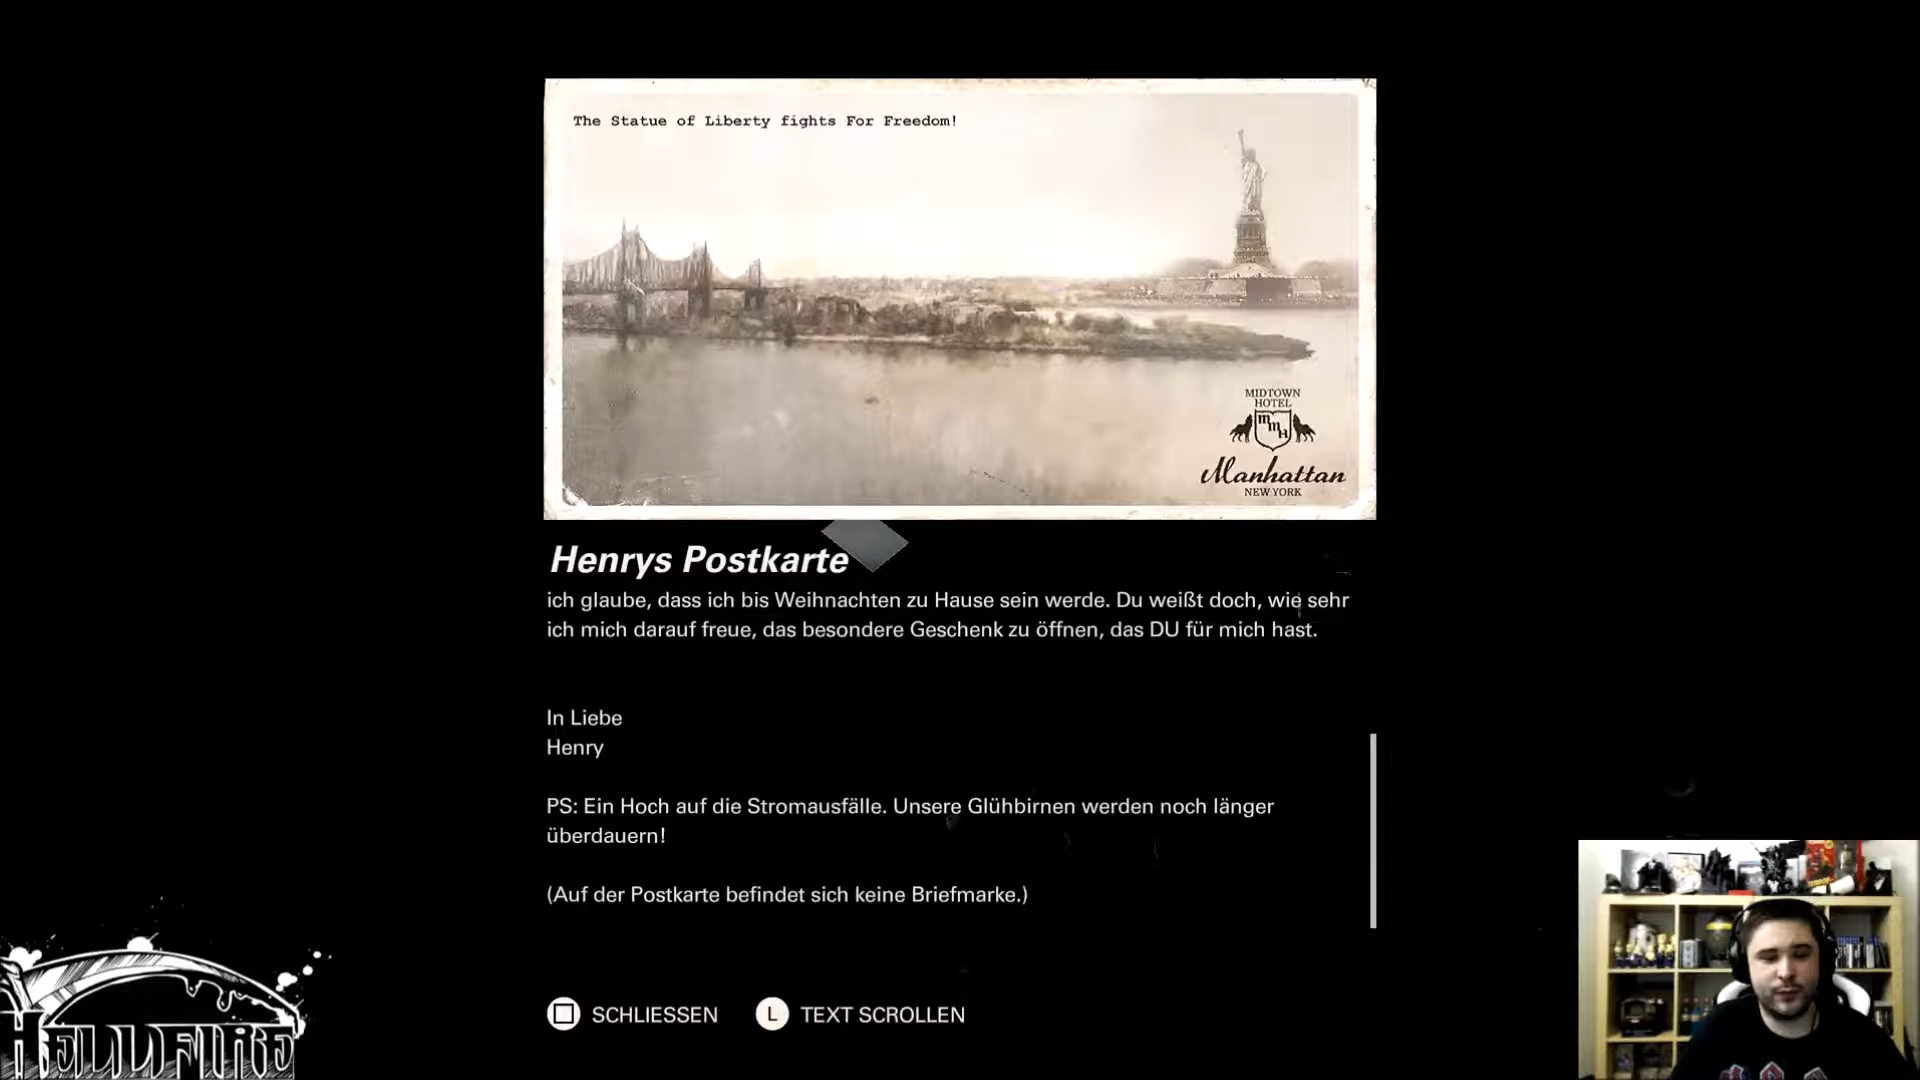 The Statue of Liberty fights For Freedom!
MIDTOWN
HOTEL
MMH
Manhattan
NEW YORK
Henrys Postkarte
ich glaube, dass ich bis Weihnachten zu Hause sein werde. Du weißt doch, wie sehr
ich mich darauf freue, das besondere Geschenk zu öffnen, das DU für mich hast.
In Liebe
Henry
PS: Ein Hoch auf die Stromausfälle. Unsere Glühbirnen werden noch länger
überdauern!
(Auf der Postkarte befindet sich keine Briefmarke.)
SCHLIESSEN
L TEXT SCROLLEN
HELLFIRE